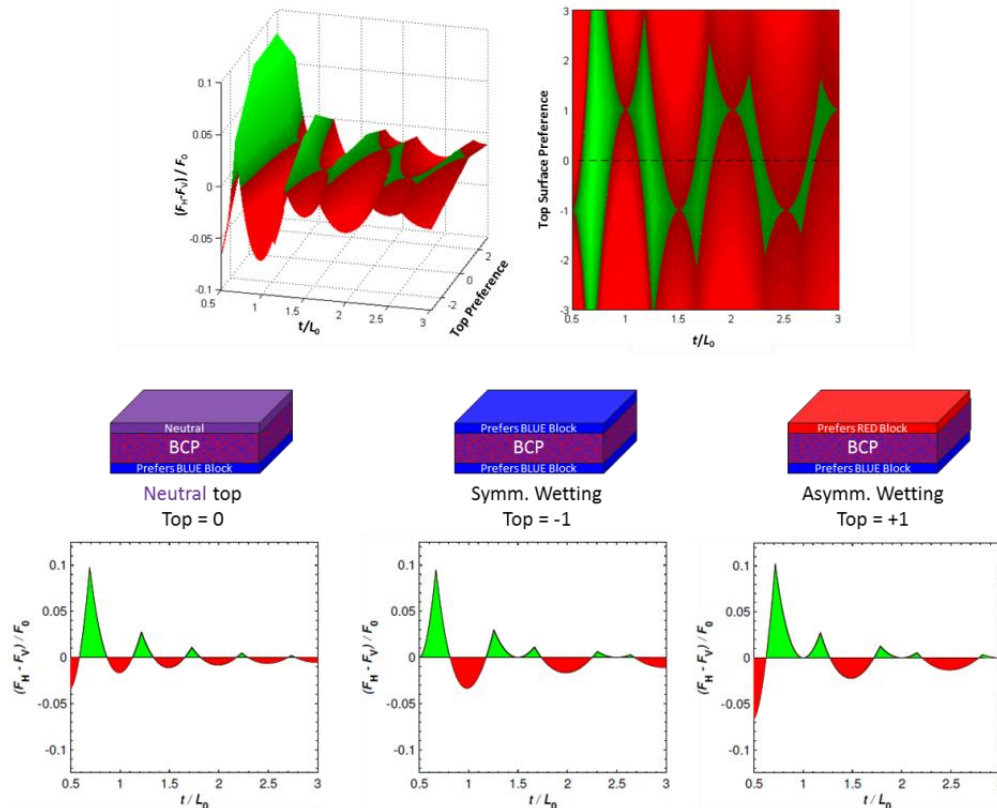 0.1
0.05
0
-0.05
-0.1
(F_H-F_V) / F_0
0.5
1
1.5
2
2.5
3
t/L_0
-2
0
2
Top Preference
3
2
1
0
-1
-2
-3
Top Surface Preference
0.5
1
1.5
2
2.5
3
t/L_0
Neutral
BCP
Prefers BLUE Block
Neutral top
Top = 0
Prefers BLUE Block
BCP
Prefers BLUE Block
Symm. Wetting
Top = -1
Prefers RED Block
BCP
Prefers BLUE Block
Asymm. Wetting
Top = +1
0.1
0.05
0
-0.05
-0.1
(F_H - F_V) / F_0
0.5
1
1.5
2
2.5
3
t / L_0
0.1
0.05
0
-0.05
-0.1
(F_H - F_V) / F_0
0.5
1
1.5
2
2.5
3
t / L_0
0.1
0.05
0
-0.05
-0.1
(F_H - F_V) / F_0
0.5
1
1.5
2
2.5
3
t / L_0